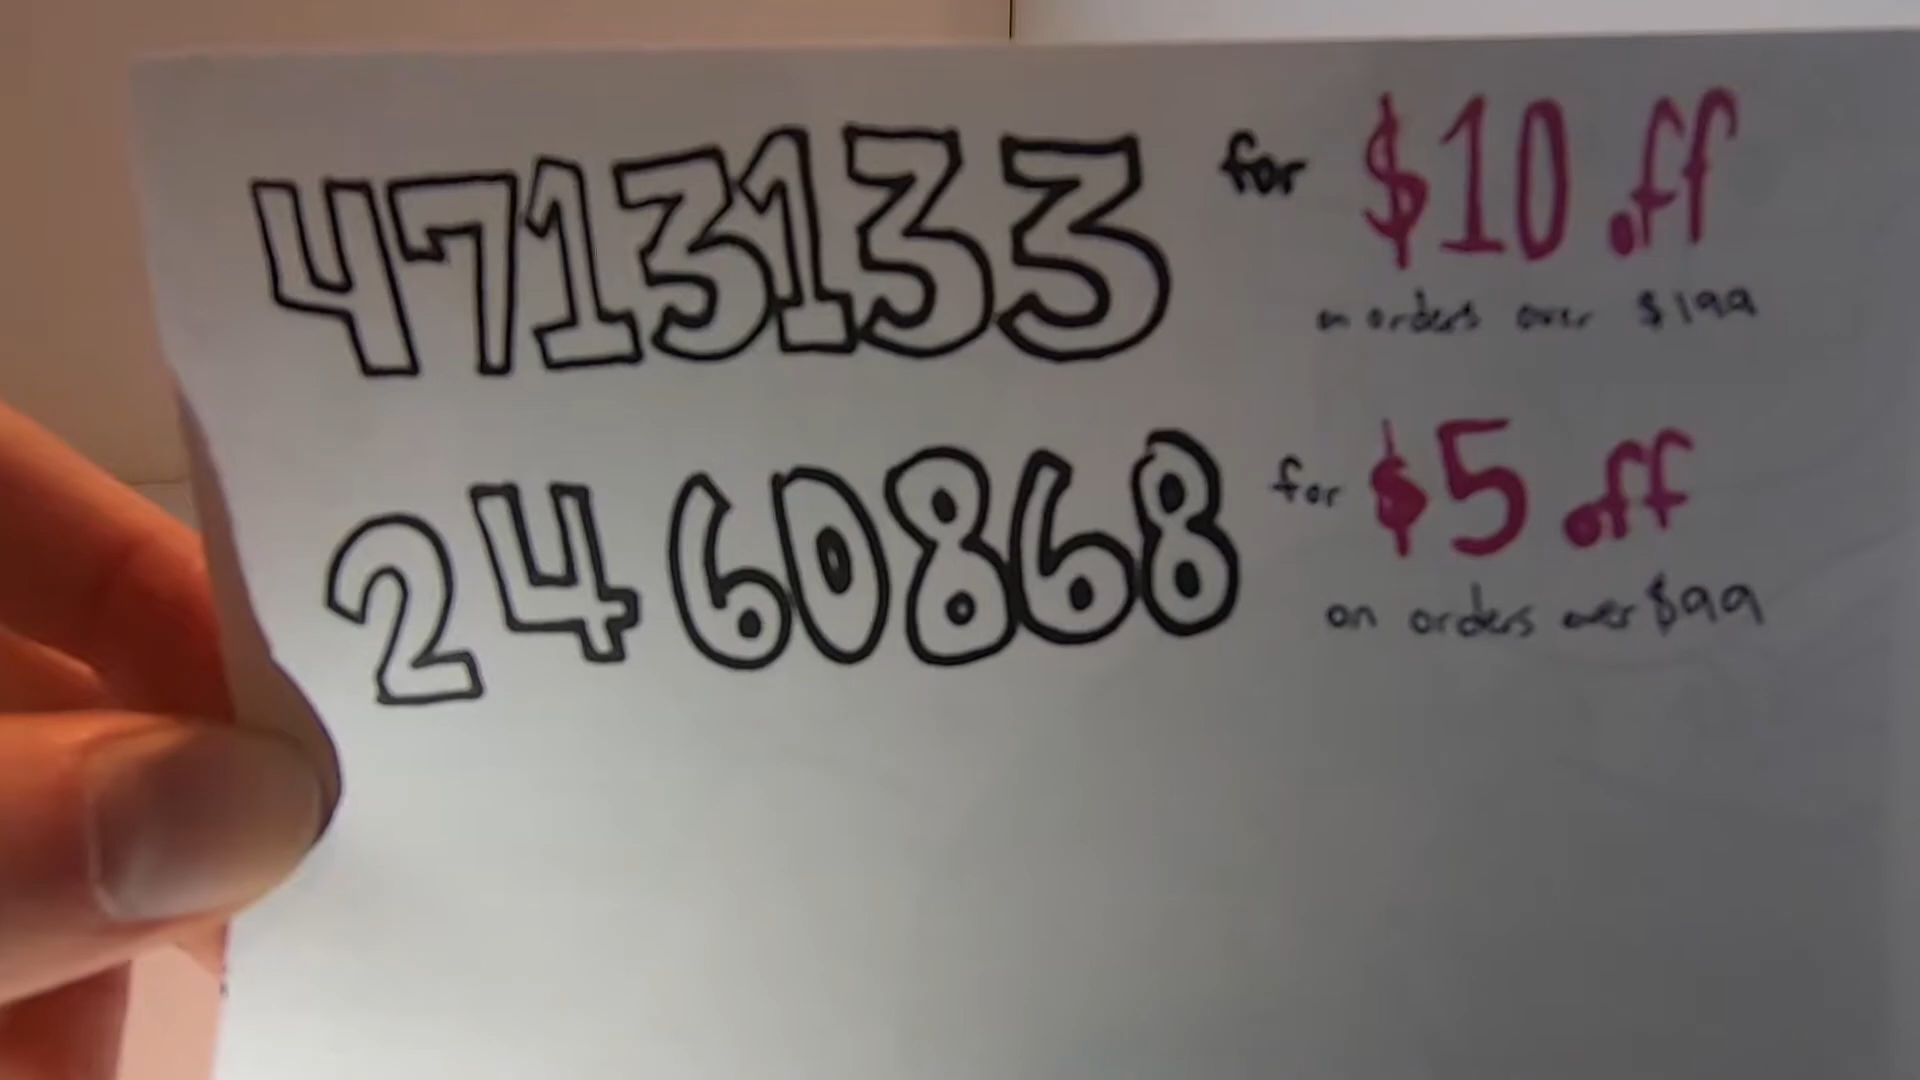 4713133 for $10 off
on orders over $199
2460868 for $5 off
on orders over $99